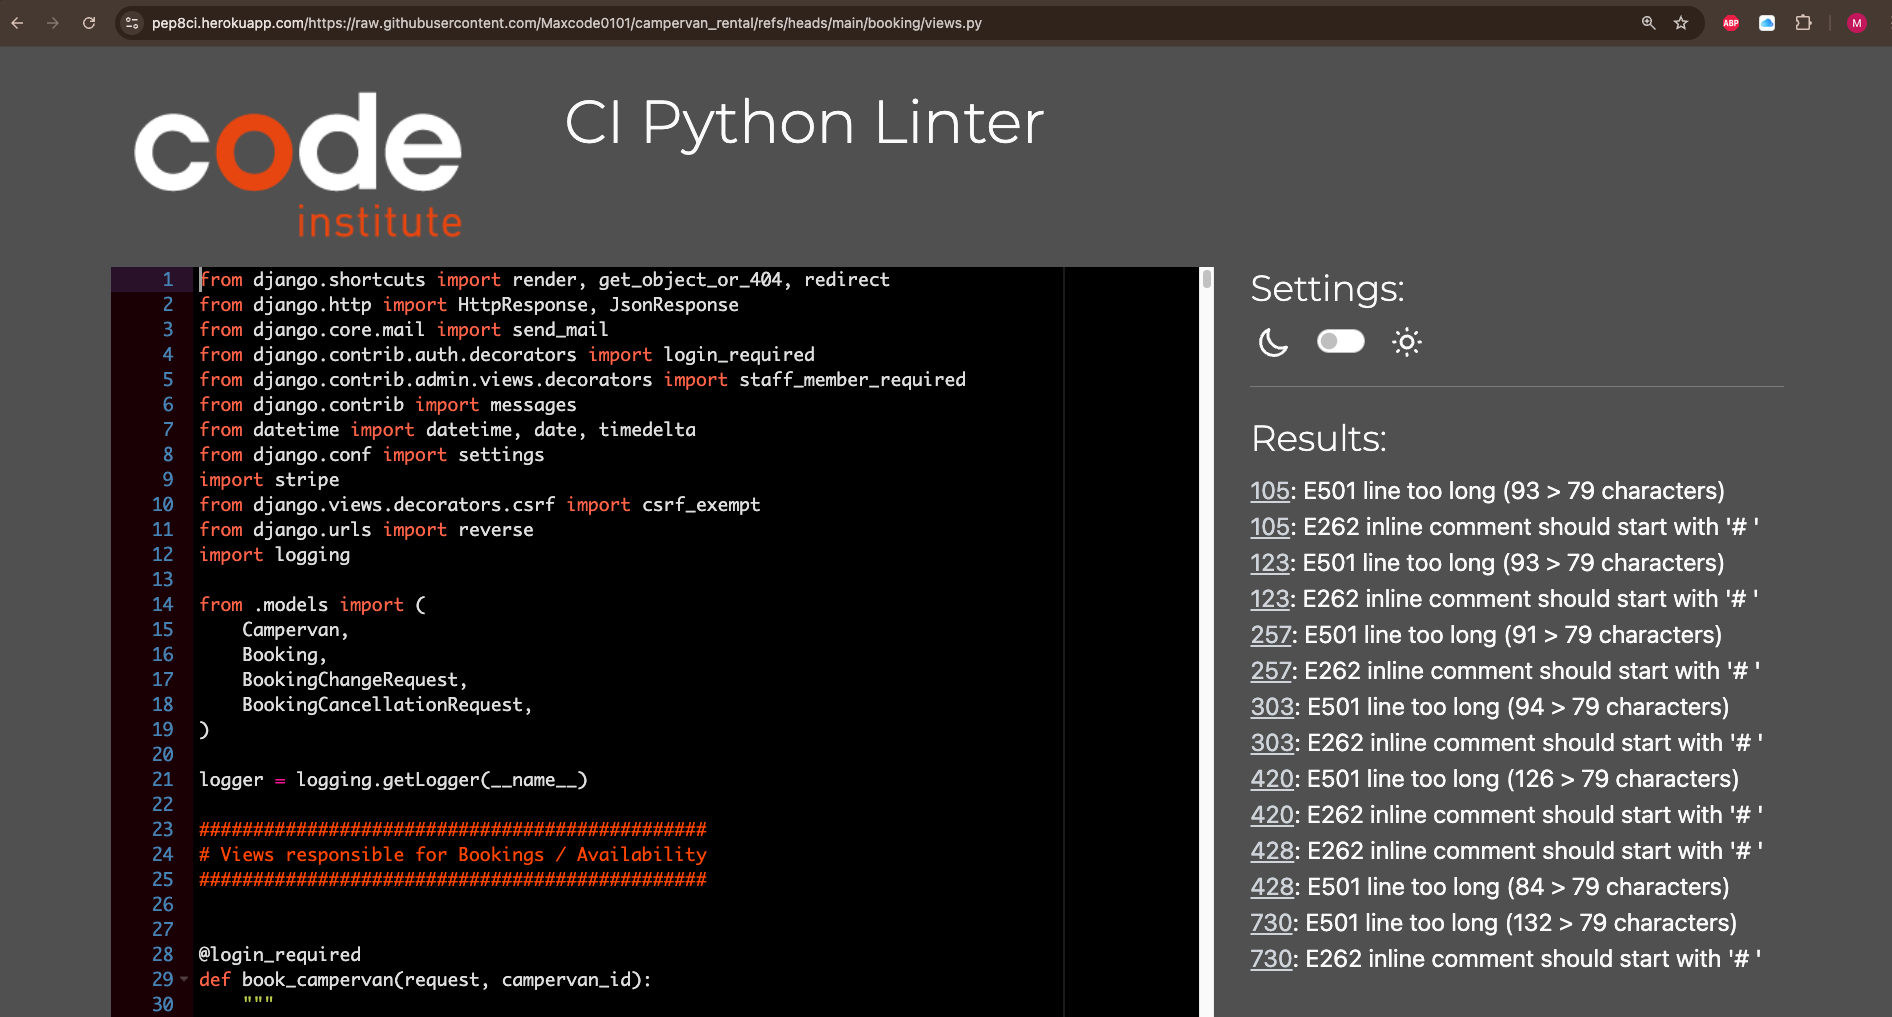 pep8ci.herokuapp.com/https://raw.githubusercontent.com/Maxcode0101/campervan_rental/refs/heads/main/booking/views.py
ABP
M
code
institute
CI Python Linter
1 from django.shortcuts import render, get_object_or_404, redirect
2 from django.http import HttpResponse, JsonResponse
3 from django.core.mail import send_mail
4 from django.contrib.auth.decorators import login_required
5 from django.contrib.admin.views.decorators import staff_member_required
6 from django.contrib import messages
7 from datetime import datetime, date, timedelta
8 from django.conf import settings
9 import stripe
10 from django.views.decorators.csrf import csrf_exempt
11 from django.urls import reverse
12 import logging
13
14 from .models import (
15     Campervan,
16     Booking,
17     BookingChangeRequest,
18     BookingCancellationRequest,
19 )
20
21 logger = logging.getLogger(__name__)
22
23 ###############################################
24 # Views responsible for Bookings / Availability
25 ###############################################
26
27
28 @login_required
29 def book_campervan(request, campervan_id):
30     """
Settings:
Results:
105: E501 line too long (93 > 79 characters)
105: E262 inline comment should start with '# '
123: E501 line too long (93 > 79 characters)
123: E262 inline comment should start with '# '
257: E501 line too long (91 > 79 characters)
257: E262 inline comment should start with '# '
303: E501 line too long (94 > 79 characters)
303: E262 inline comment should start with '# '
420: E501 line too long (126 > 79 characters)
420: E262 inline comment should start with '# '
428: E262 inline comment should start with '# '
428: E501 line too long (84 > 79 characters)
730: E501 line too long (132 > 79 characters)
730: E262 inline comment should start with '# '